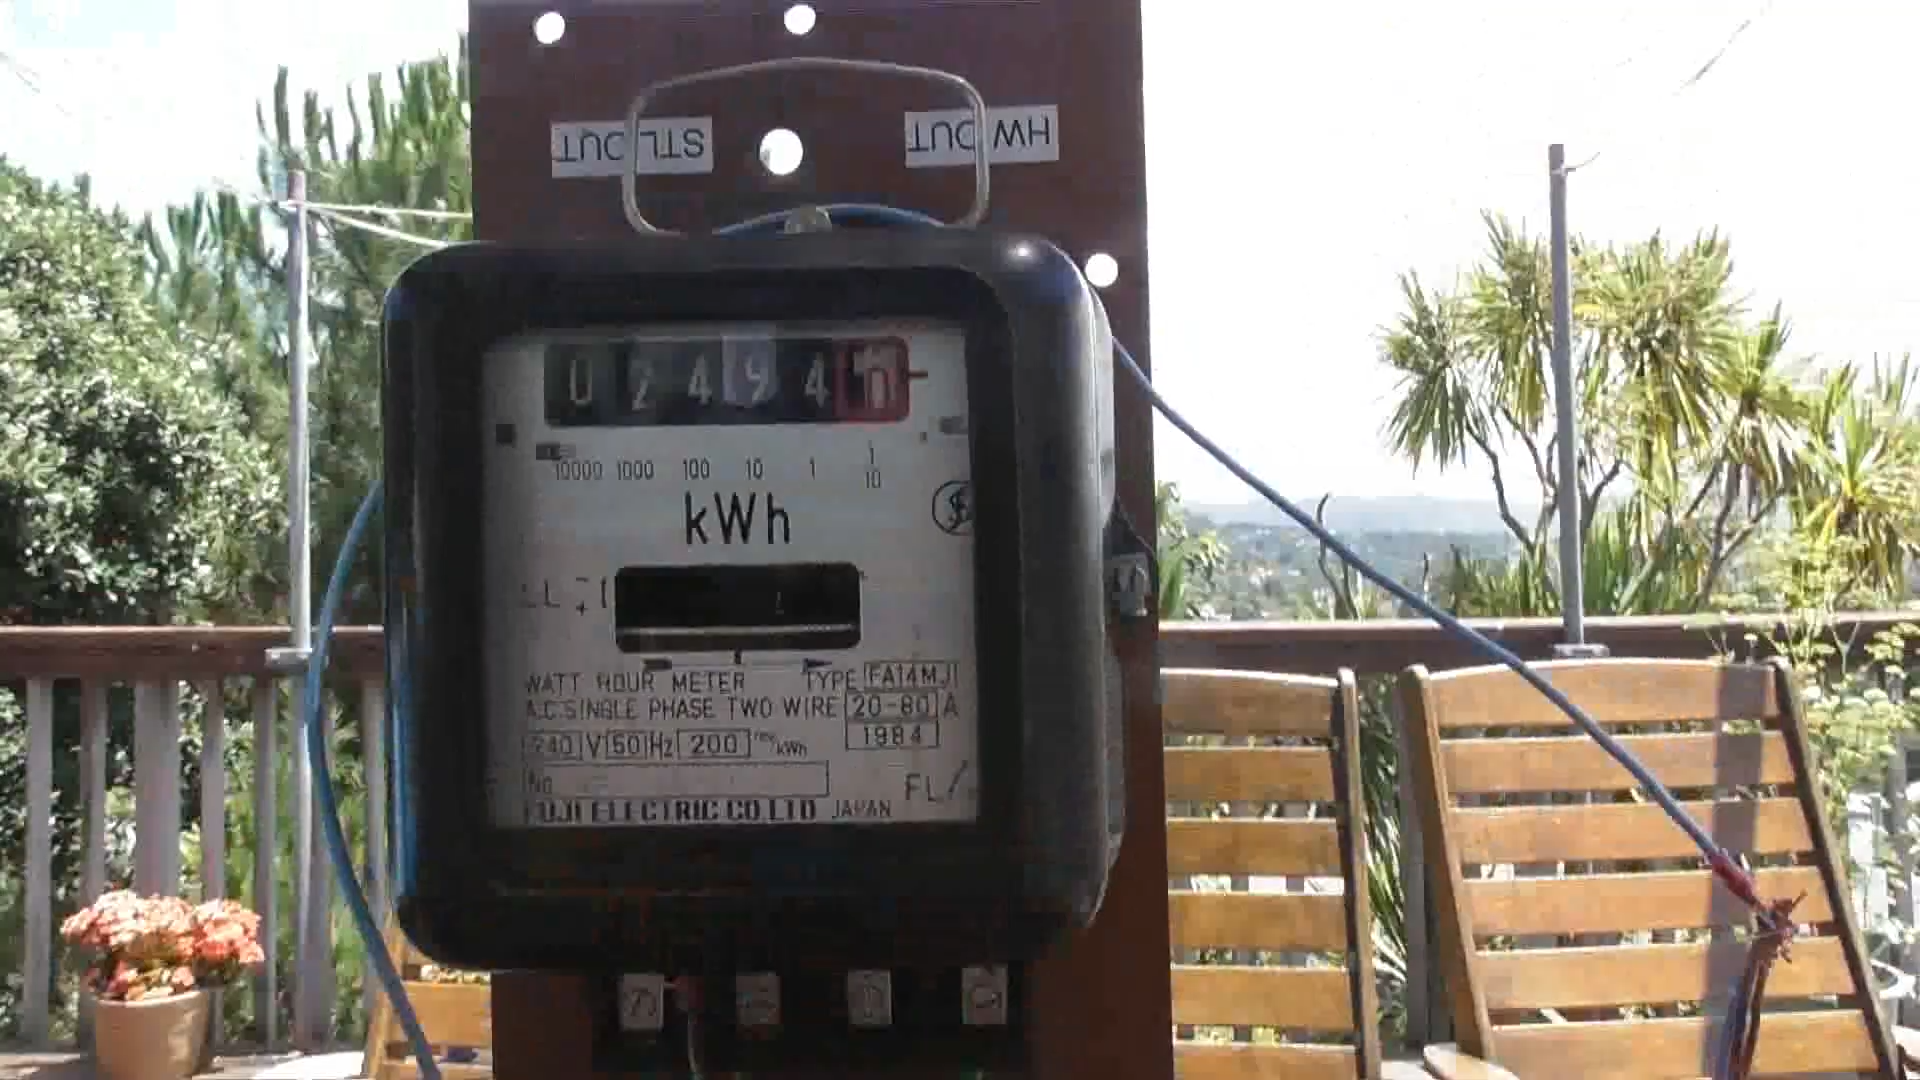 STL OUT
HW OUT
0 2 4 9 4
10000 1000 100 10 1 1/10
kWh
WATT HOUR METER TYPE FA14MJ1
A.C. SINGLE PHASE TWO WIRE 20-80 A
240 V 50 Hz 200 rev/kWh 1984
No
FUJI ELECTRIC CO LTD JAPAN